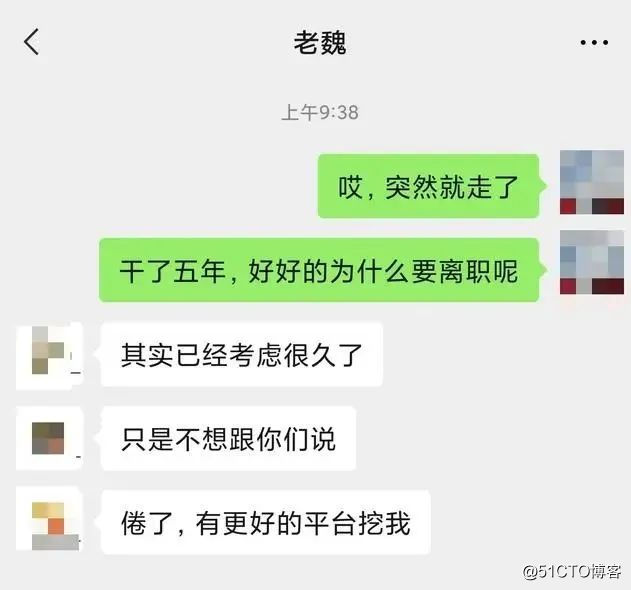 老魏
上午9:38
哎，突然就走了
干了五年，好好的为什么要离职呢
其实已经考虑很久了
只是不想跟你们说
倦了，有更好的平台挖我
@51CTO博客